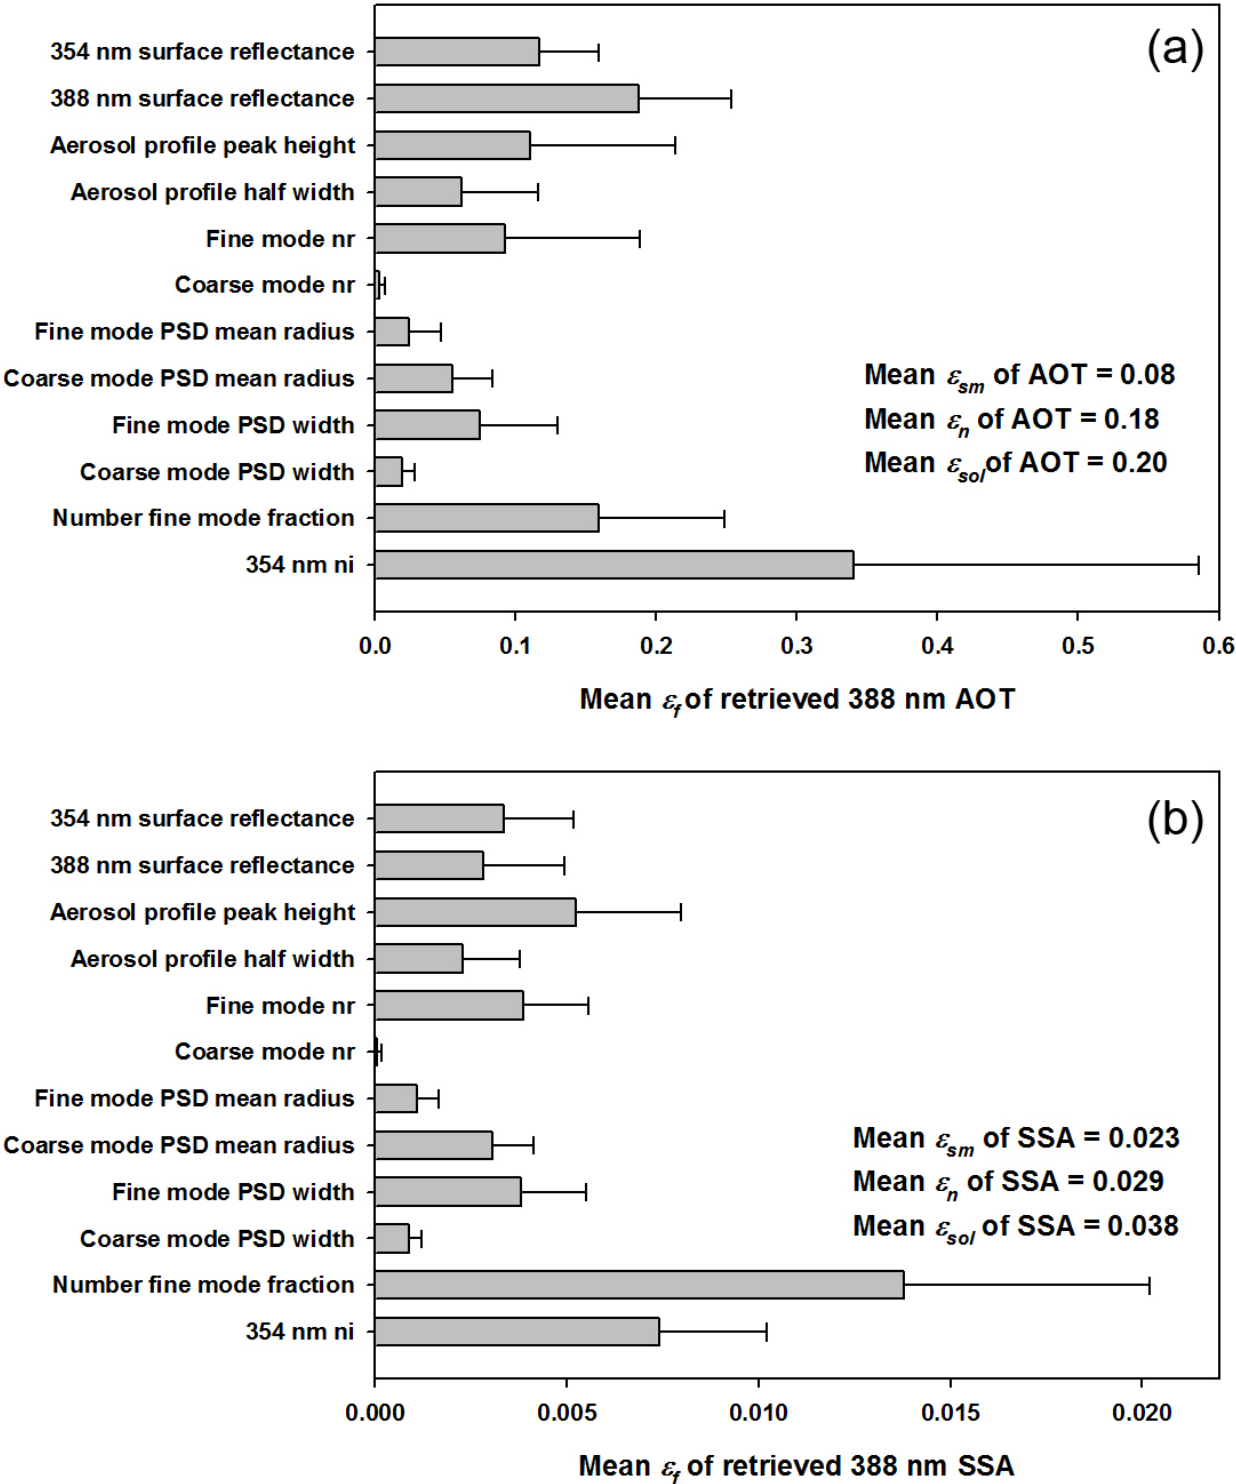 (a)
354 nm surface reflectance
388 nm surface reflectance
Aerosol profile peak height
Aerosol profile half width
Fine mode nr
Coarse mode nr
Fine mode PSD mean radius
Coarse mode PSD mean radius
Fine mode PSD width
Coarse mode PSD width
Number fine mode fraction
354 nm ni
Mean εsm of AOT = 0.08
Mean εn of AOT = 0.18
Mean εsol of AOT = 0.20
0.0 0.1 0.2 0.3 0.4 0.5 0.6
Mean εf of retrieved 388 nm AOT
(b)
354 nm surface reflectance
388 nm surface reflectance
Aerosol profile peak height
Aerosol profile half width
Fine mode nr
Coarse mode nr
Fine mode PSD mean radius
Coarse mode PSD mean radius
Fine mode PSD width
Coarse mode PSD width
Number fine mode fraction
354 nm ni
Mean εsm of SSA = 0.023
Mean εn of SSA = 0.029
Mean εsol of SSA = 0.038
0.000 0.005 0.010 0.015 0.020
Mean εf of retrieved 388 nm SSA